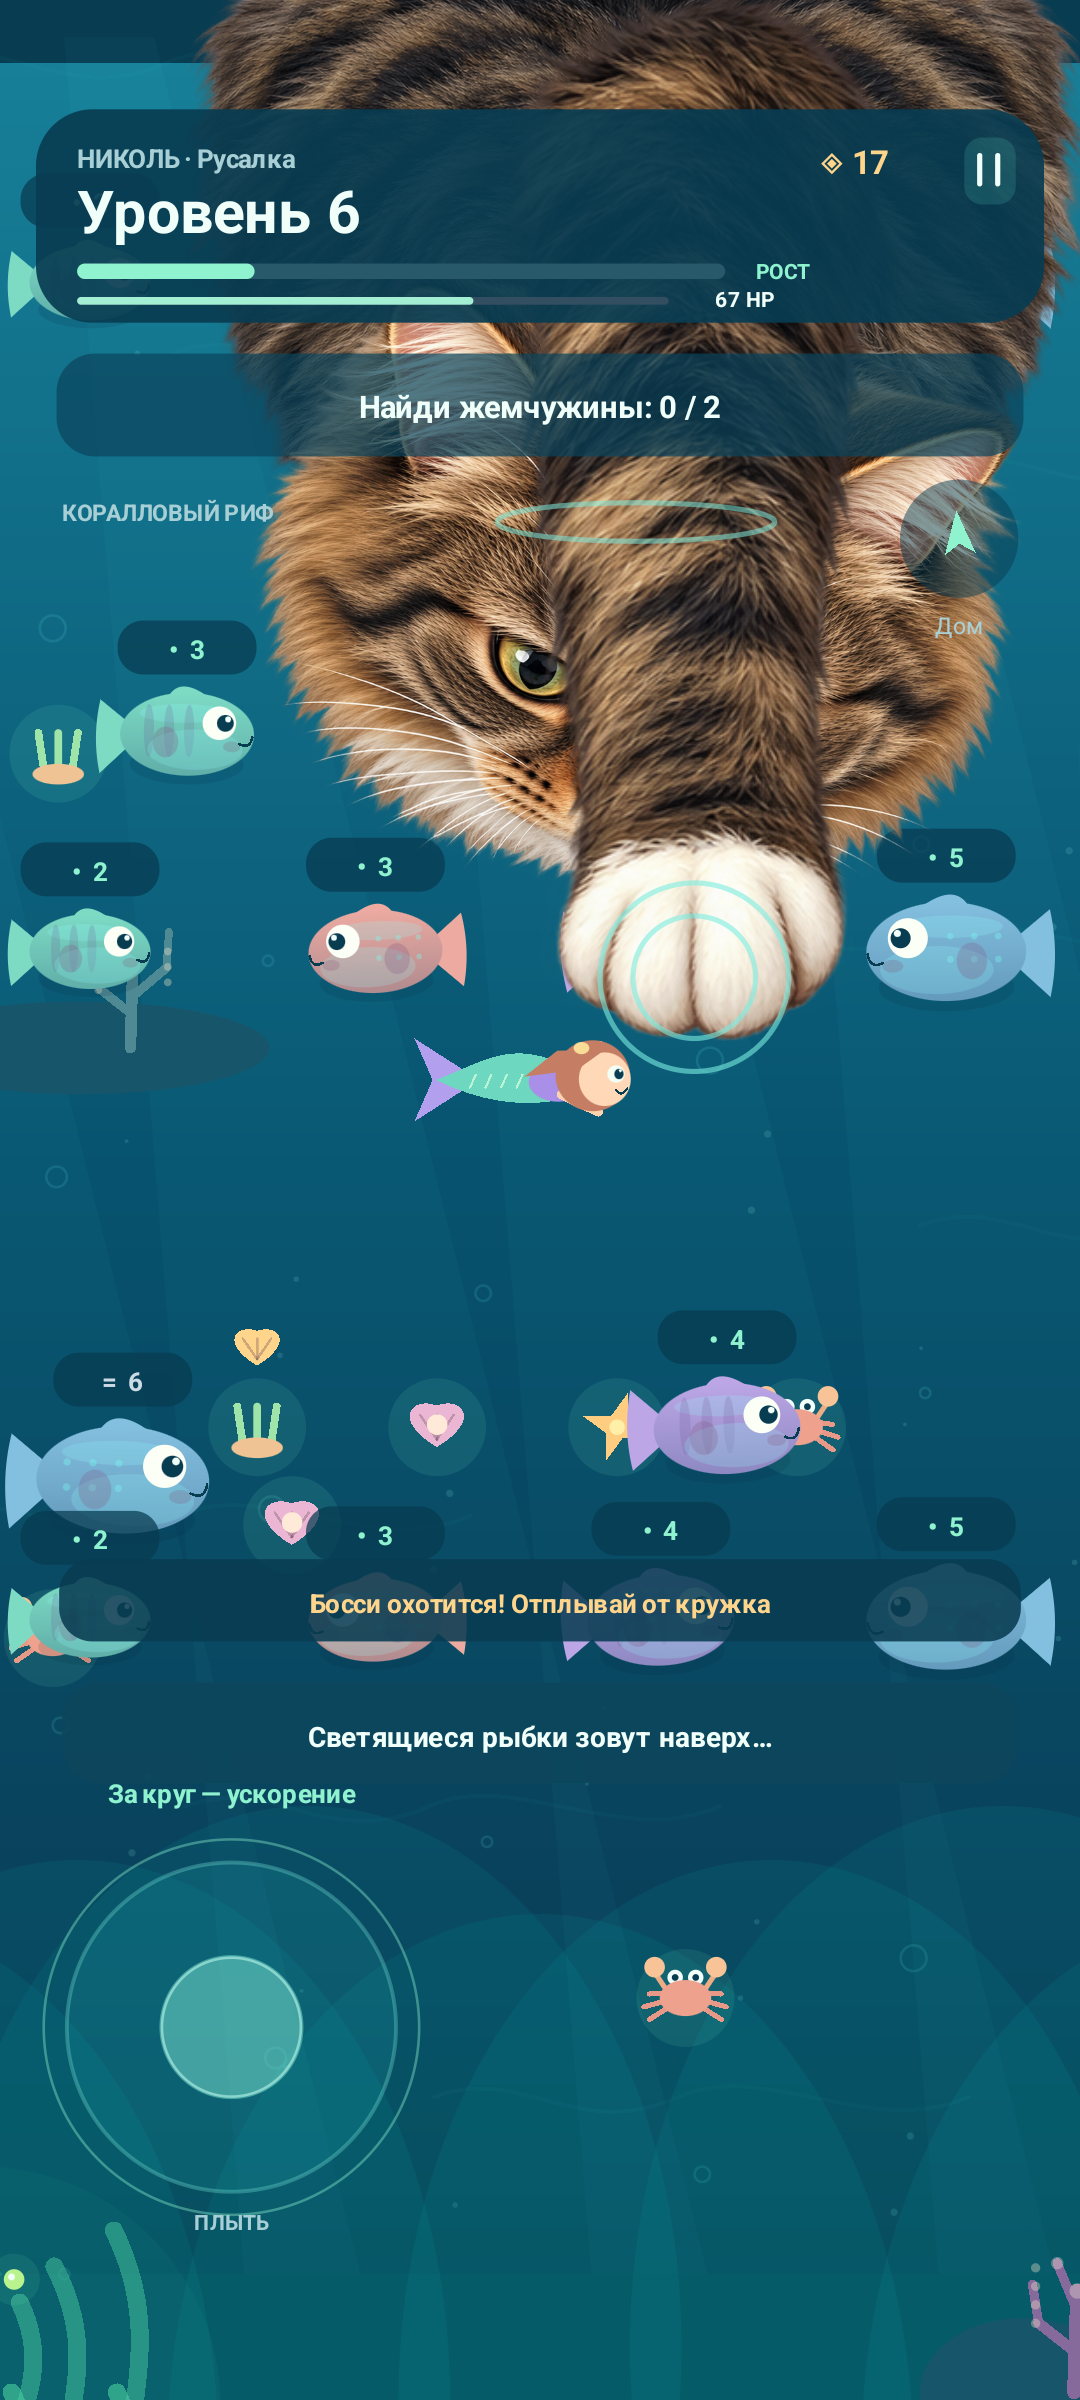 НИКОЛЬ · Русалка
17
Уровень 6
РОСТ
67 HP
Найди жемчужины: 0 / 2
КОРАЛЛОВЫЙ РИФ
Дом
• 3
• 2
• 3
• 5
• 4
= 6
• 2
• 3
• 4
• 5
Босси охотится! Отплывай от кружка
Светящиеся рыбки зовут наверх...
За круг — ускорение
ПЛЫТЬ